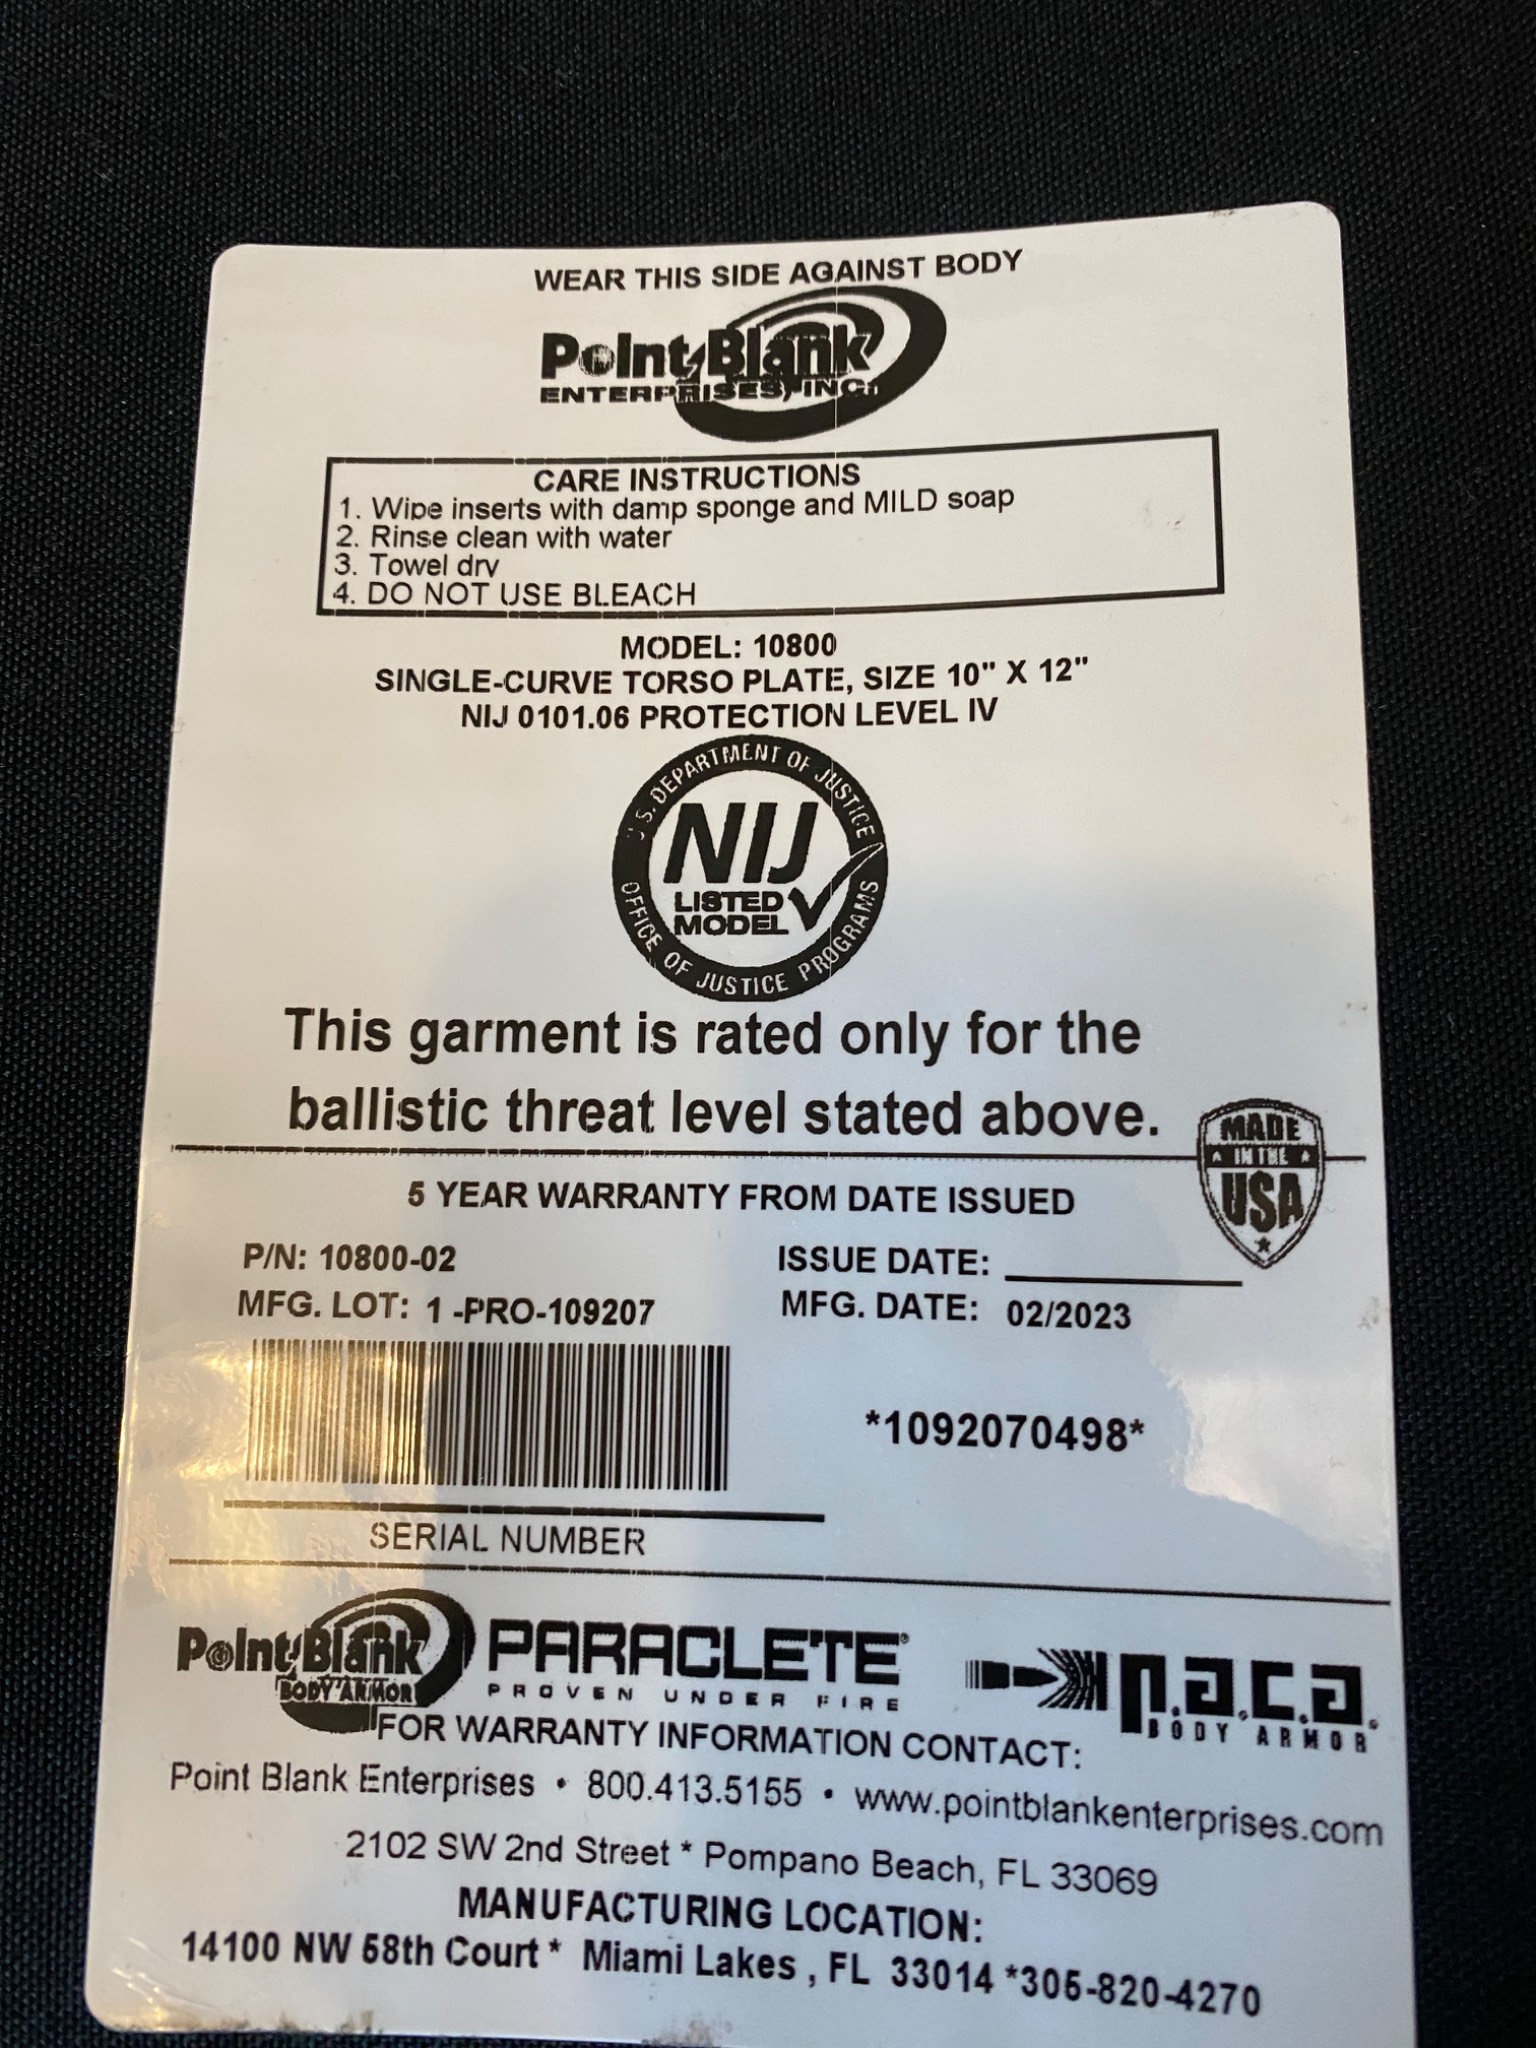 WEAR THIS SIDE AGAINST BODY
Point Blank
ENTERPRISES, INC.
CARE INSTRUCTIONS
1. Wipe inserts with damp sponge and MILD soap
2. Rinse clean with water
3. Towel dry
4. DO NOT USE BLEACH
MODEL: 10800
SINGLE-CURVE TORSO PLATE, SIZE 10" X 12"
NIJ 0101.06 PROTECTION LEVEL IV
U.S. DEPARTMENT OF JUSTICE
NIJ
LISTED
MODEL
OFFICE OF JUSTICE PROGRAMS
This garment is rated only for the
ballistic threat level stated above.
MADE
IN THE
USA
5 YEAR WARRANTY FROM DATE ISSUED
P/N: 10800-02 ISSUE DATE:
MFG. LOT: 1 -PRO-109207 MFG. DATE: 02/2023
*1092070498*
SERIAL NUMBER
Point Blank
BODY ARMOR
PARACLETE®
PROVEN UNDER FIRE
p.a.c.a.
BODY ARMOR
FOR WARRANTY INFORMATION CONTACT:
Point Blank Enterprises • 800.413.5155 • www.pointblankenterprises.com
2102 SW 2nd Street * Pompano Beach, FL 33069
MANUFACTURING LOCATION:
14100 NW 58th Court * Miami Lakes , FL 33014 *305-820-4270